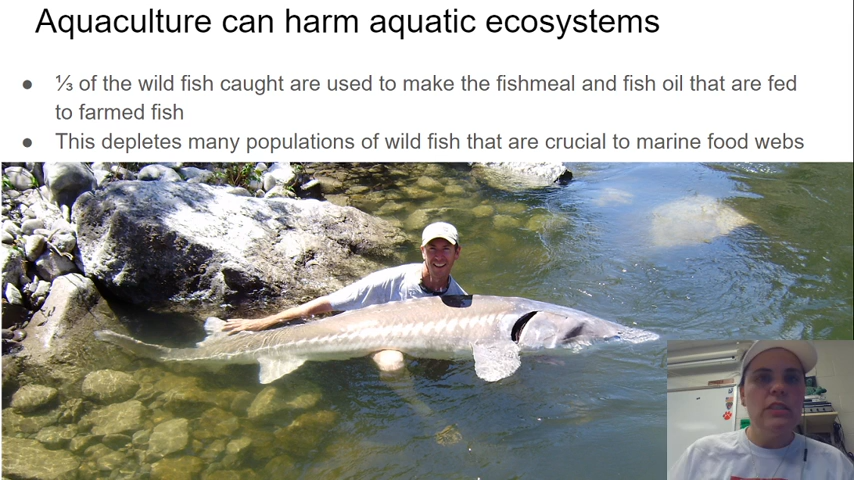 Aquaculture can harm aquatic ecosystems
● ⅓ of the wild fish caught are used to make the fishmeal and fish oil that are fed
to farmed fish
● This depletes many populations of wild fish that are crucial to marine food webs